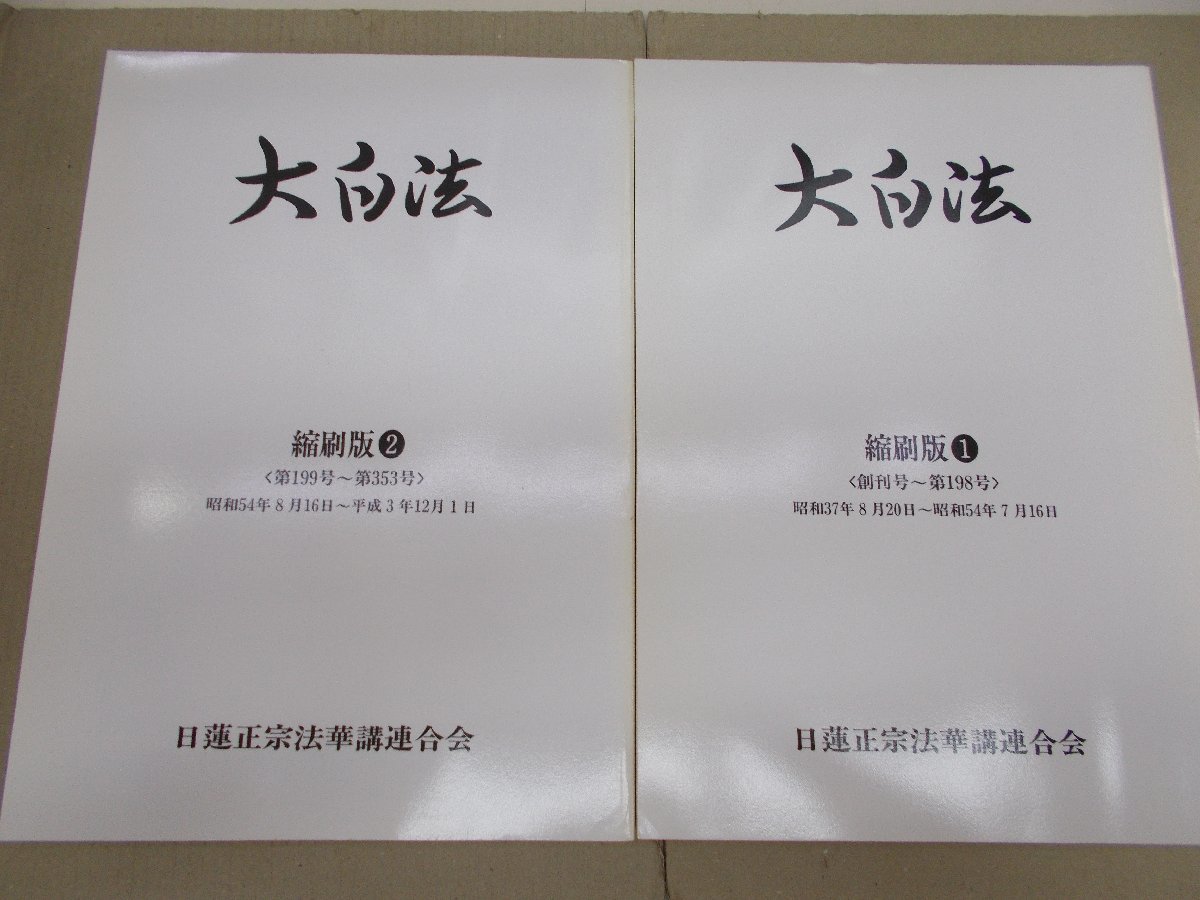 大白法
縮刷版❷
〈第199号～第353号〉
昭和54年8月16日～平成3年12月1日
日蓮正宗法華講連合会
大白法
縮刷版❶
〈創刊号～第198号〉
昭和37年8月20日～昭和54年7月16日
日蓮正宗法華講連合会